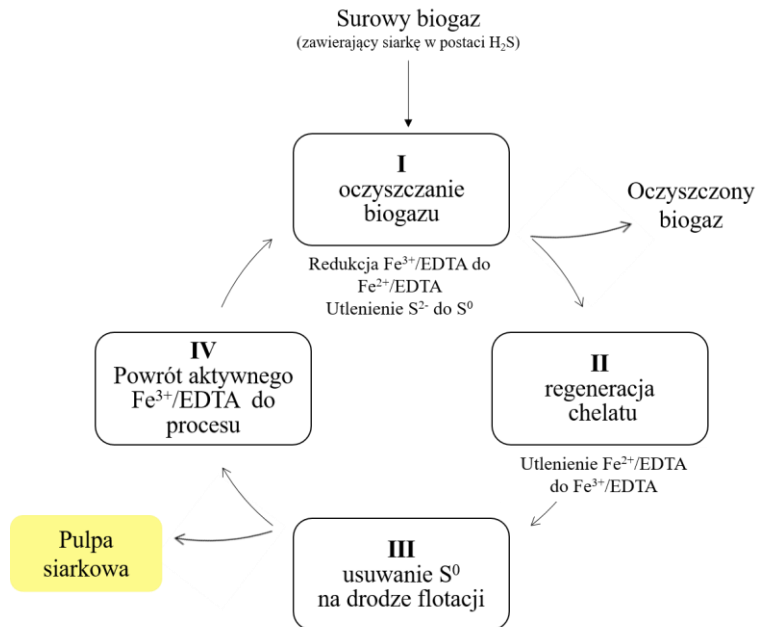 Surowy biogaz
(zawierający siarkę w postaci H₂S)
I
oczyszczanie
biogazu
Oczyszczony
biogaz
Redukcja Fe³⁺/EDTA do
Fe²⁺/EDTA
Utlenienie S²⁻ do S⁰
II
regeneracja
chelatu
Utlenienie Fe²⁺/EDTA
do Fe³⁺/EDTA
III
usuwanie S⁰
na drodze flotacji
Pulpa
siarkowa
IV
Powrót aktywnego
Fe³⁺/EDTA do
procesu